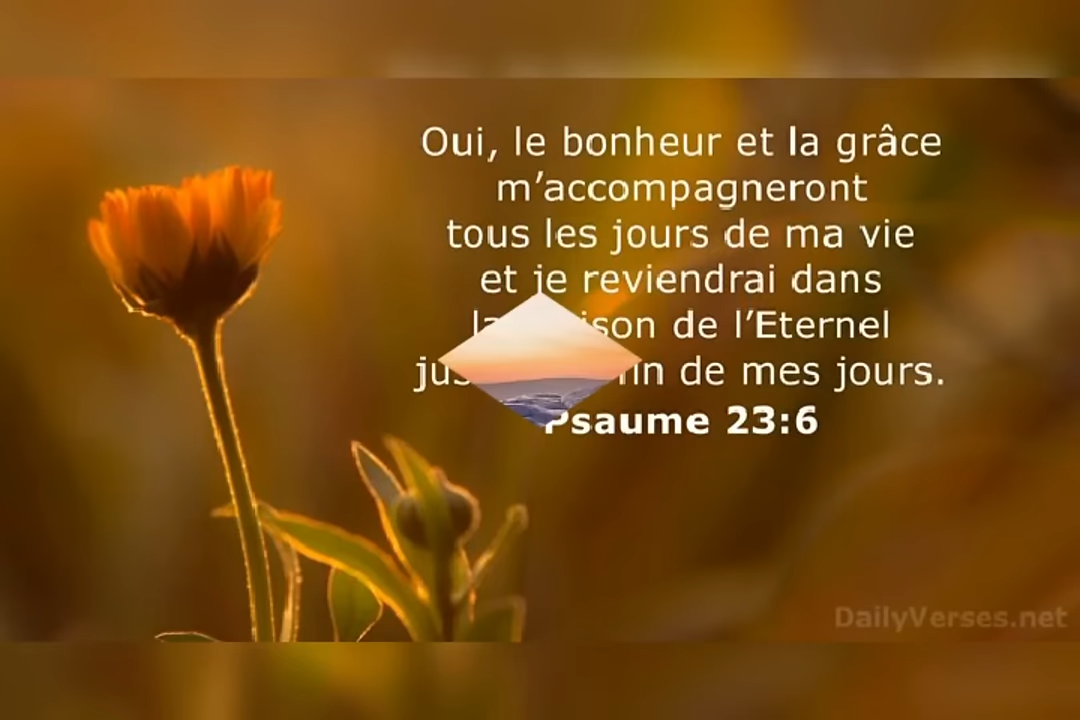 Oui, le bonheur et la grâce
m’accompagneront
tous les jours de ma vie
et je reviendrai dans
de l’Eternel
de mes jours.
Psaume 23:6
DailyVerses.net